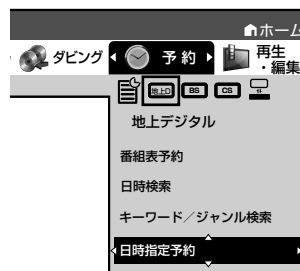 ホーム
ダビング
予約
再生
・編集
地上D BS CS
地上デジタル
番組表予約
日時検索
キーワード／ジャンル検索
日時指定予約